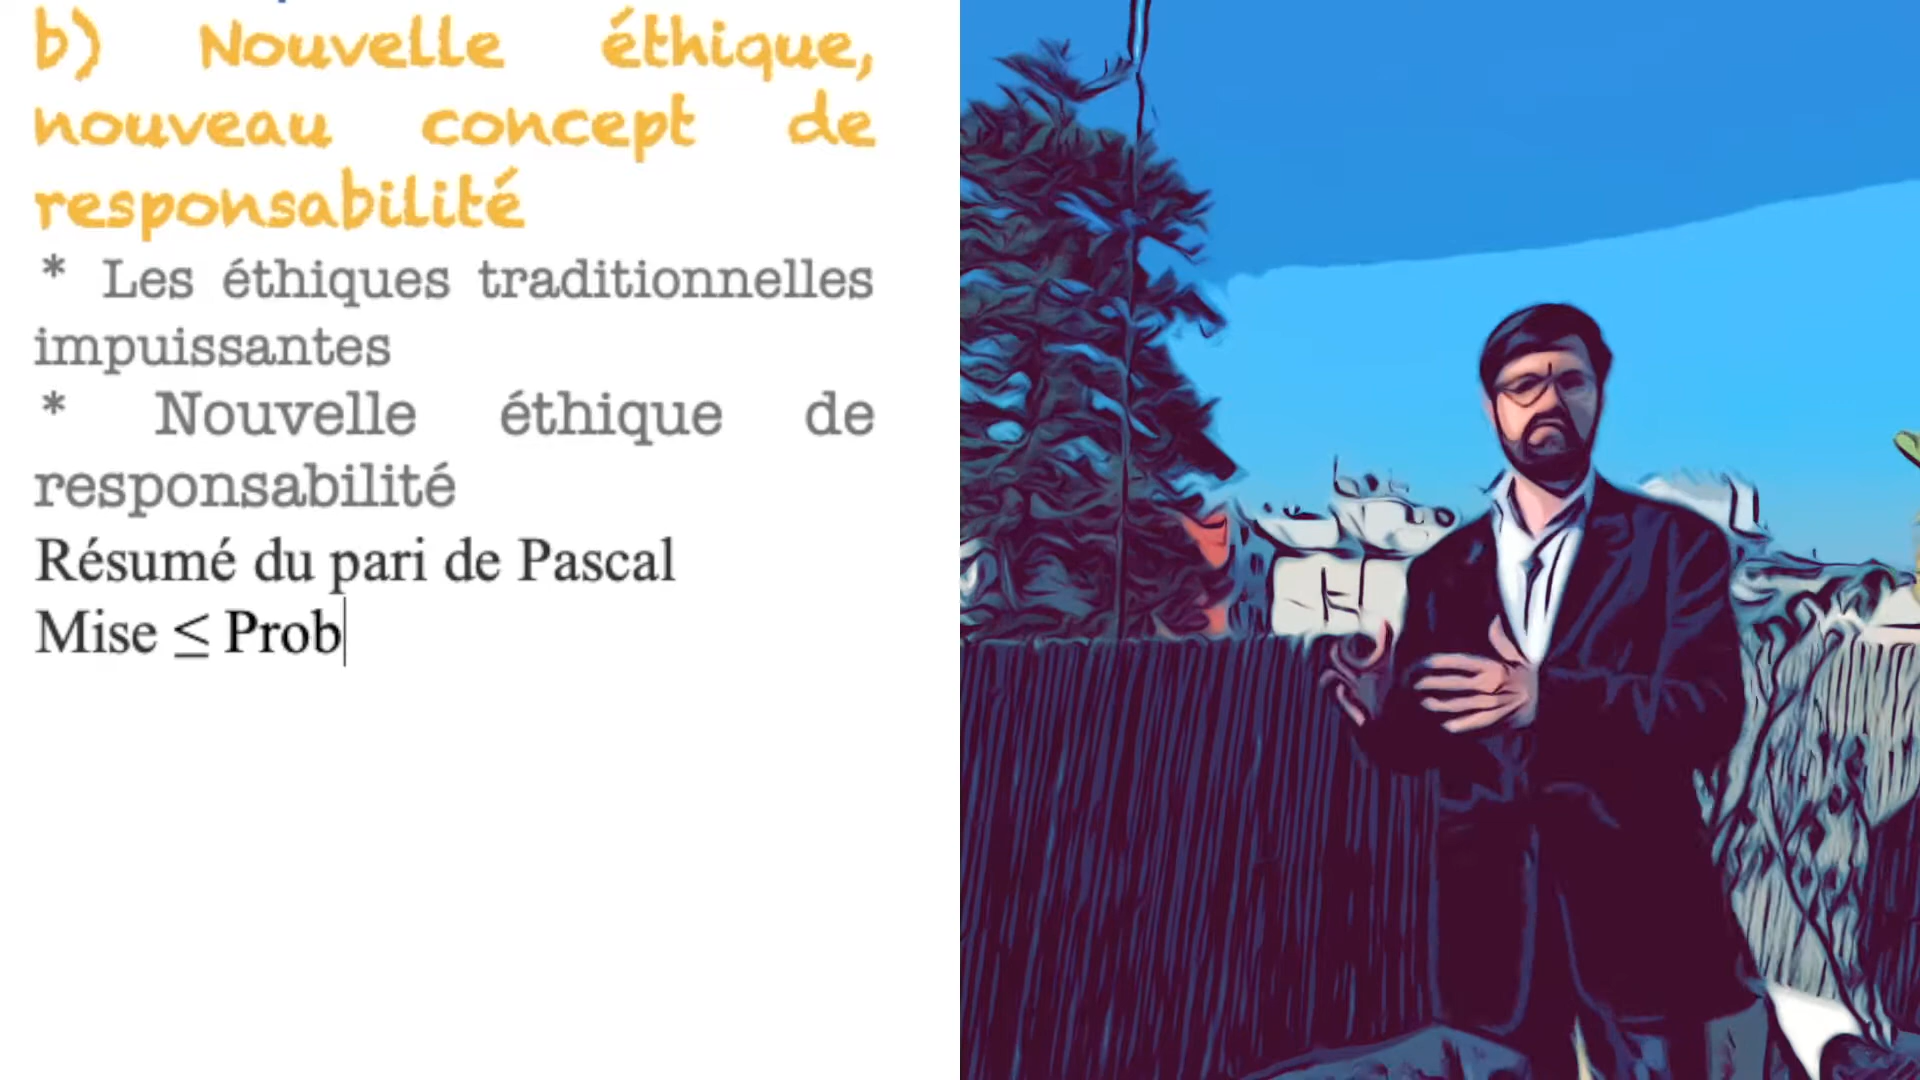 b) Nouvelle éthique,
nouveau concept de
responsabilité
* Les éthiques traditionnelles
impuissantes
* Nouvelle éthique de
responsabilité
Résumé du pari de Pascal
Mise ≤ Prob